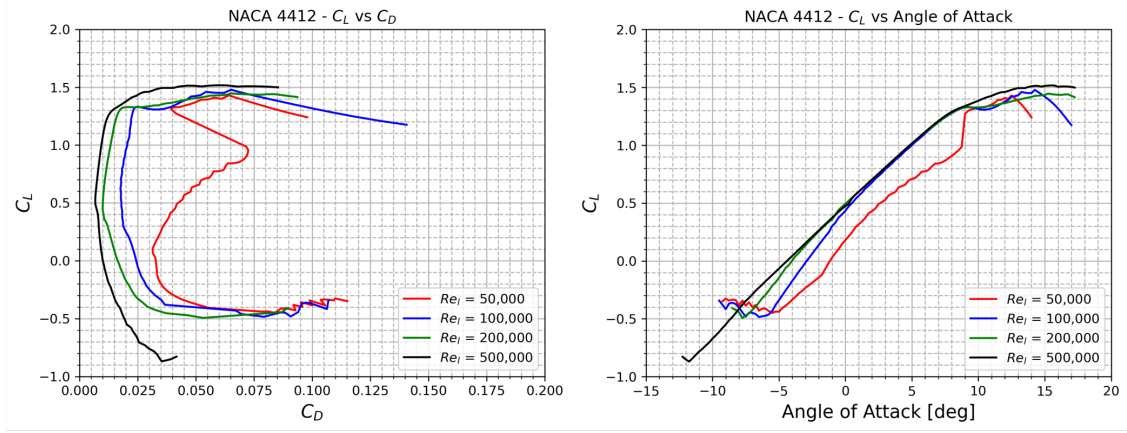 NACA 4412 - C_L vs C_D
2.0
1.5
1.0
0.5
0.0
−0.5
−1.0
C_L
0.000 0.025 0.050 0.075 0.100 0.125 0.150 0.175 0.200
C_D
Re_l = 50,000
Re_l = 100,000
Re_l = 200,000
Re_l = 500,000
NACA 4412 - C_L vs Angle of Attack
2.0
1.5
1.0
0.5
0.0
−0.5
−1.0
C_L
−15 −10 −5 0 5 10 15 20
Angle of Attack [deg]
Re_l = 50,000
Re_l = 100,000
Re_l = 200,000
Re_l = 500,000